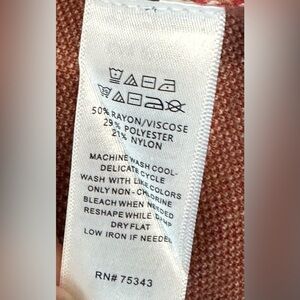 50% RAYON/VISCOSE
29% POLYESTER
21% NYLON
MACHINE WASH COOL-
DELICATE CYCLE
WASH WITH LIKE COLORS
ONLY NON-CHLORINE
BLEACH WHEN NEEDED
RESHAPE WHILE DAMP
DRY FLAT
LOW IRON IF NEEDED
RN# 75343